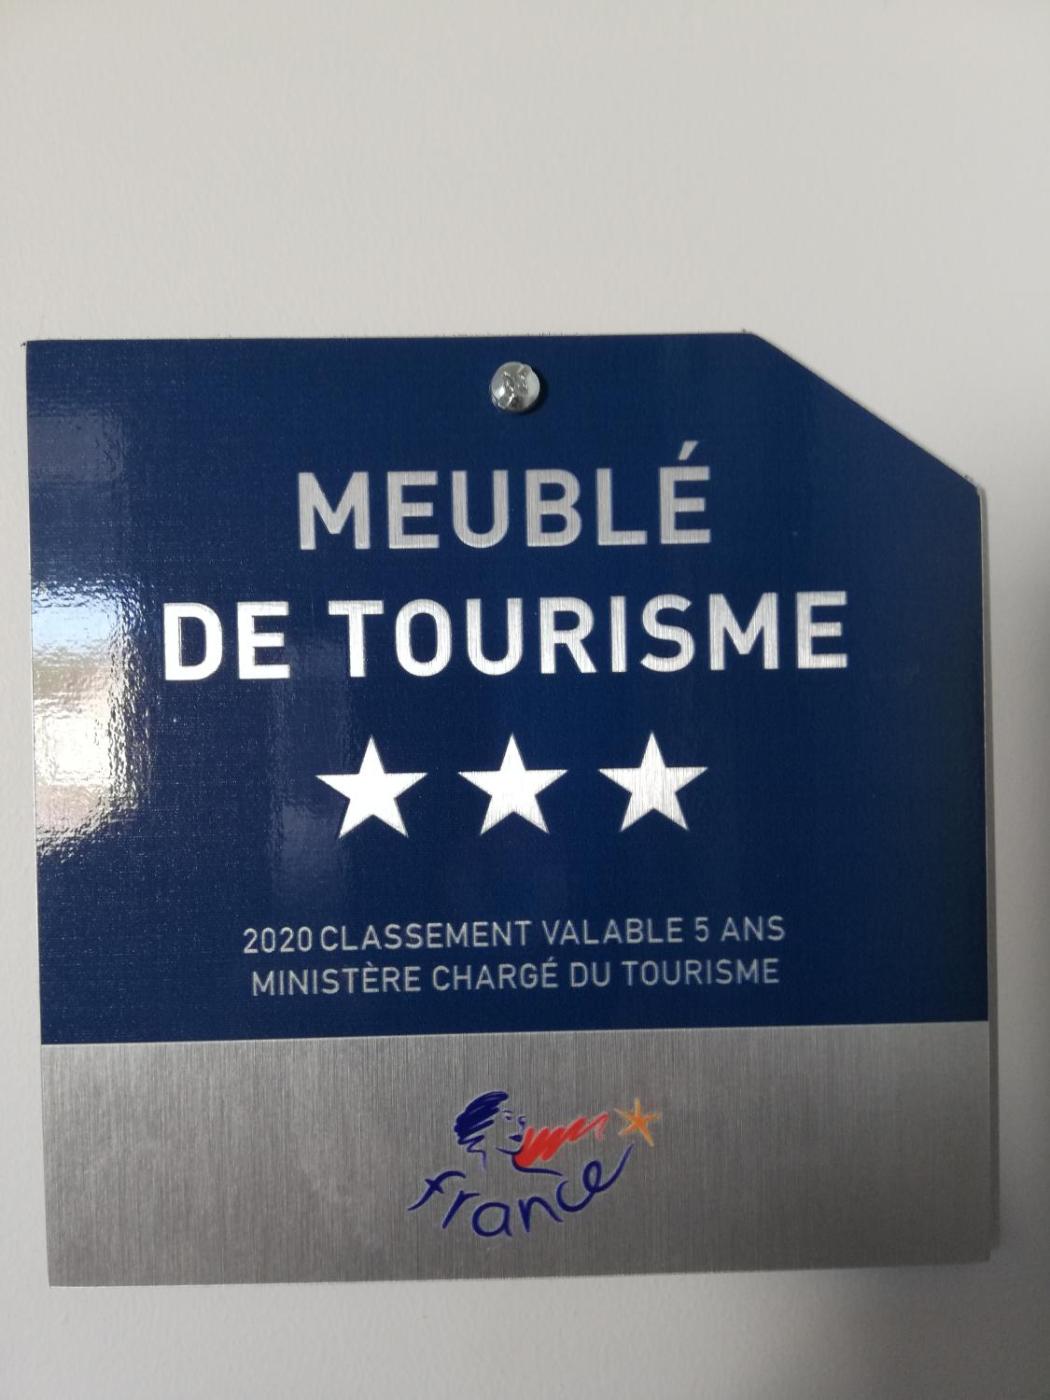 MEUBLÉ
DE TOURISME
2020 CLASSEMENT VALABLE 5 ANS
MINISTÈRE CHARGÉ DU TOURISME
france